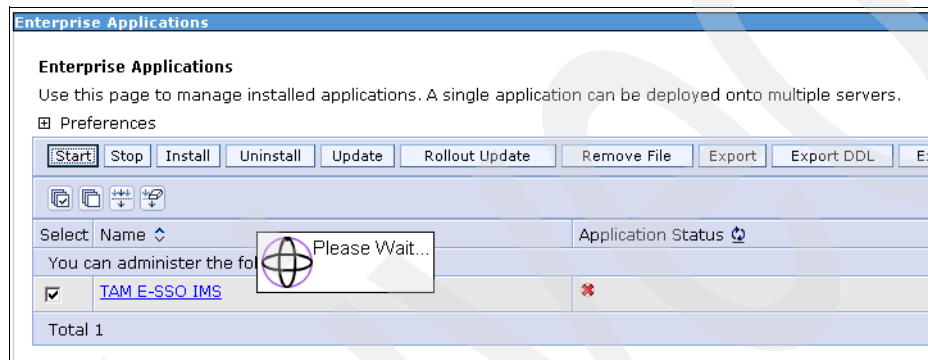 Enterprise Applications
Enterprise Applications
Use this page to manage installed applications. A single application can be deployed onto multiple servers.
Preferences
Start Stop Install Uninstall Update Rollout Update Remove File Export Export DDL
Select Name Application Status
Please Wait...
You can administer the fol
TAM E-SSO IMS
Total 1